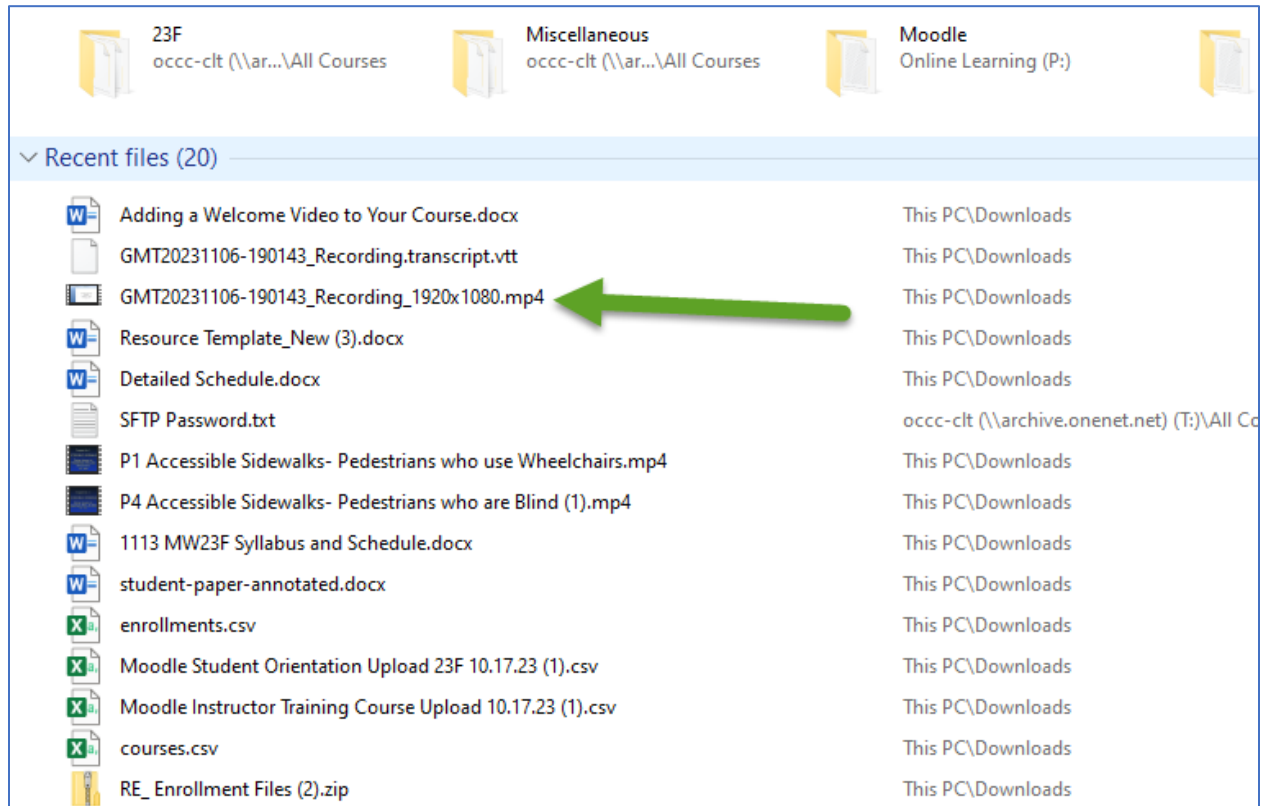 23F
occc-clt (\\ar...\All Courses
Miscellaneous
occc-clt (\\ar...\All Courses
Moodle
Online Learning (P:)
Recent files (20)
Adding a Welcome Video to Your Course.docx This PC\Downloads
GMT20231106-190143_Recording.transcript.vtt This PC\Downloads
GMT20231106-190143_Recording_1920x1080.mp4 This PC\Downloads
Resource Template_New (3).docx This PC\Downloads
Detailed Schedule.docx This PC\Downloads
SFTP Password.txt occc-clt (\\archive.onenet.net) (T:)\All Co
P1 Accessible Sidewalks- Pedestrians who use Wheelchairs.mp4 This PC\Downloads
P4 Accessible Sidewalks- Pedestrians who are Blind (1).mp4 This PC\Downloads
1113 MW23F Syllabus and Schedule.docx This PC\Downloads
student-paper-annotated.docx This PC\Downloads
enrollments.csv This PC\Downloads
Moodle Student Orientation Upload 23F 10.17.23 (1).csv This PC\Downloads
Moodle Instructor Training Course Upload 10.17.23 (1).csv This PC\Downloads
courses.csv This PC\Downloads
RE_ Enrollment Files (2).zip This PC\Downloads